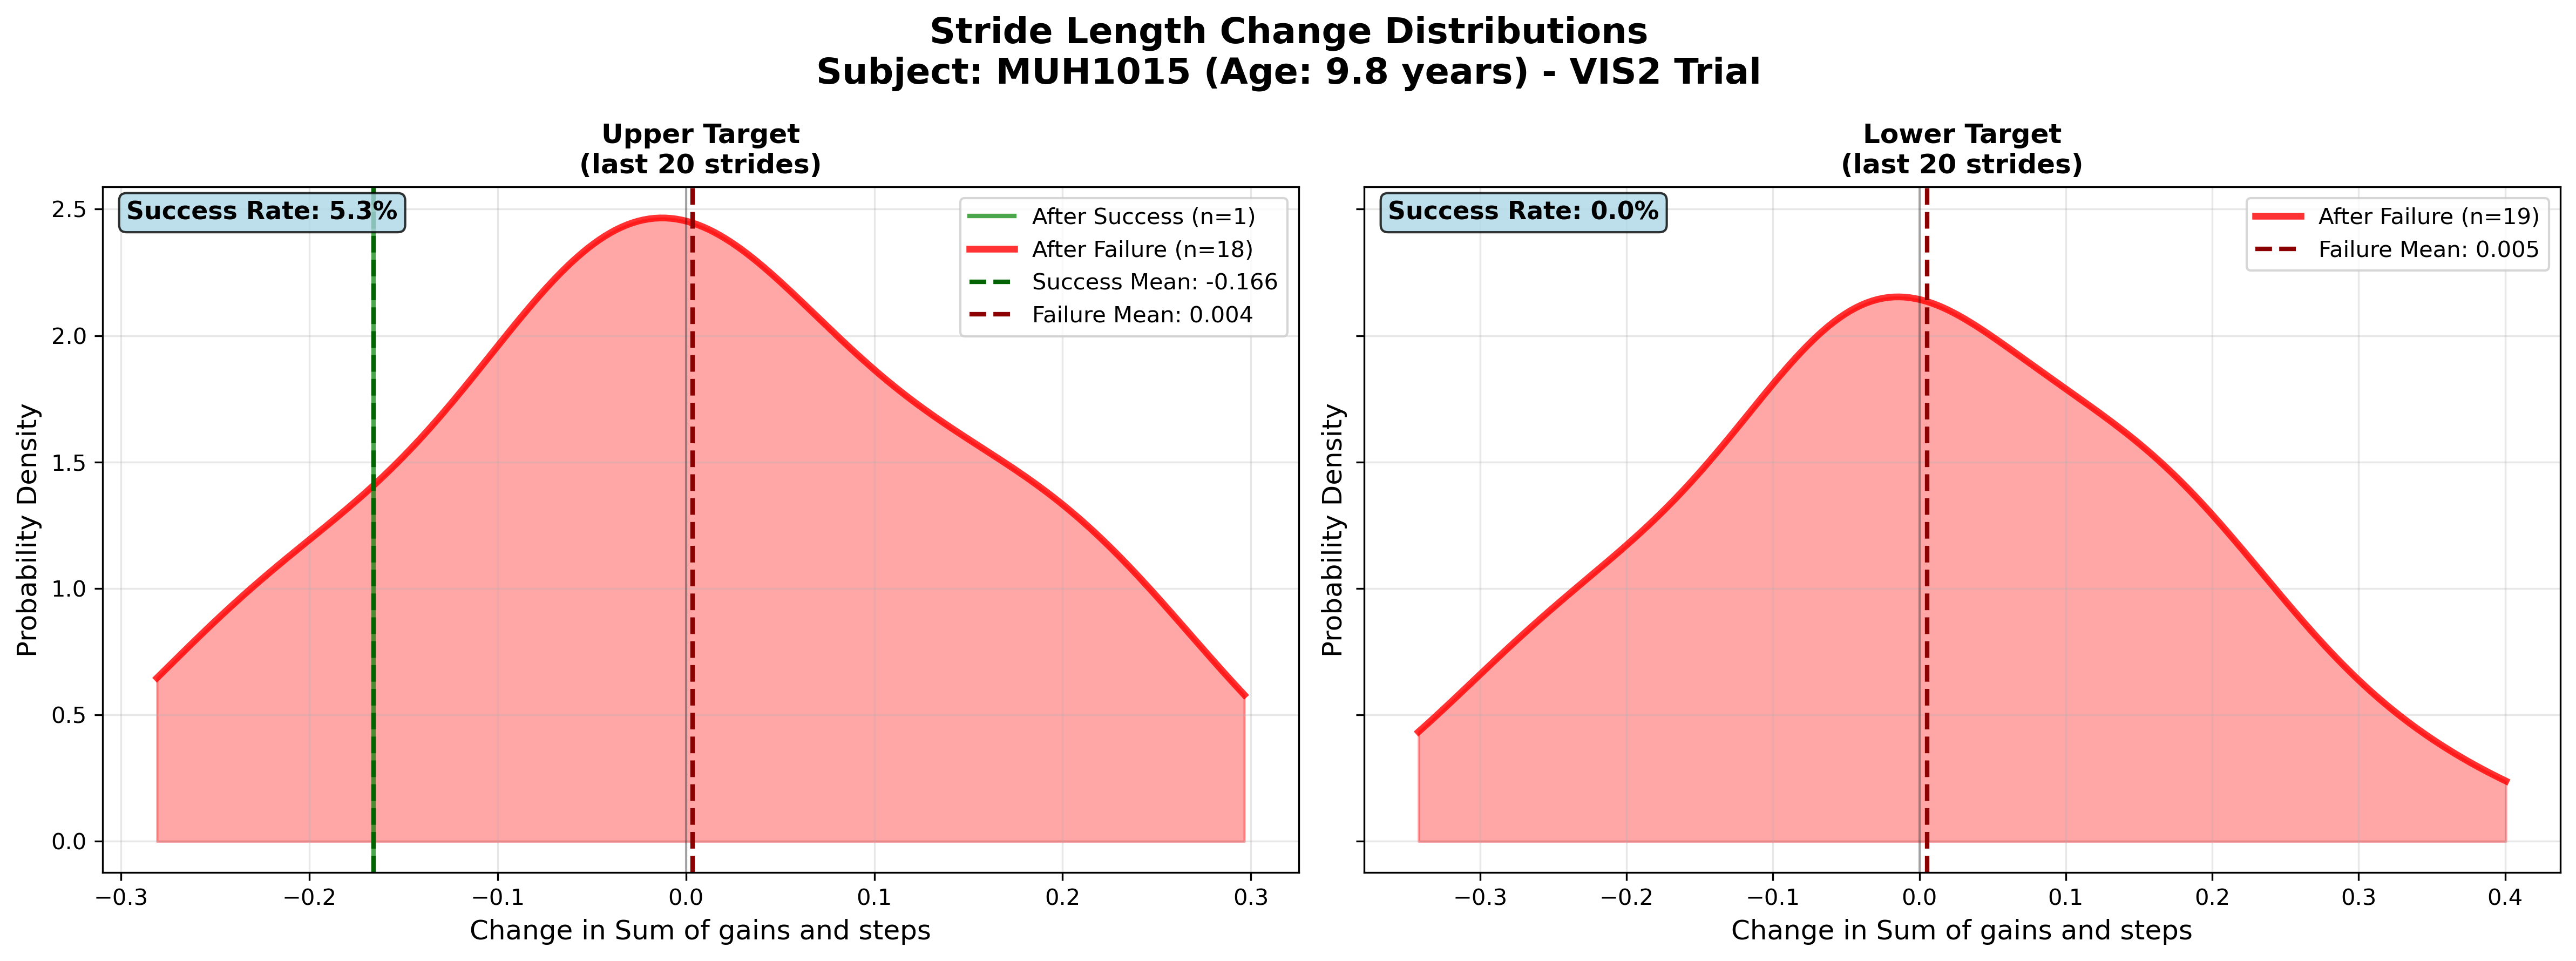 Stride Length Change Distributions
Subject: MUH1015 (Age: 9.8 years) - VIS2 Trial
Upper Target
(last 20 strides)
Success Rate: 5.3%
After Success (n=1)
After Failure (n=18)
Success Mean: -0.166
Failure Mean: 0.004
Probability Density
2.5
2.0
1.5
1.0
0.5
0.0
−0.3 −0.2 −0.1 0.0 0.1 0.2 0.3
Change in Sum of gains and steps
Lower Target
(last 20 strides)
Success Rate: 0.0%
After Failure (n=19)
Failure Mean: 0.005
Probability Density
−0.3 −0.2 −0.1 0.0 0.1 0.2 0.3 0.4
Change in Sum of gains and steps